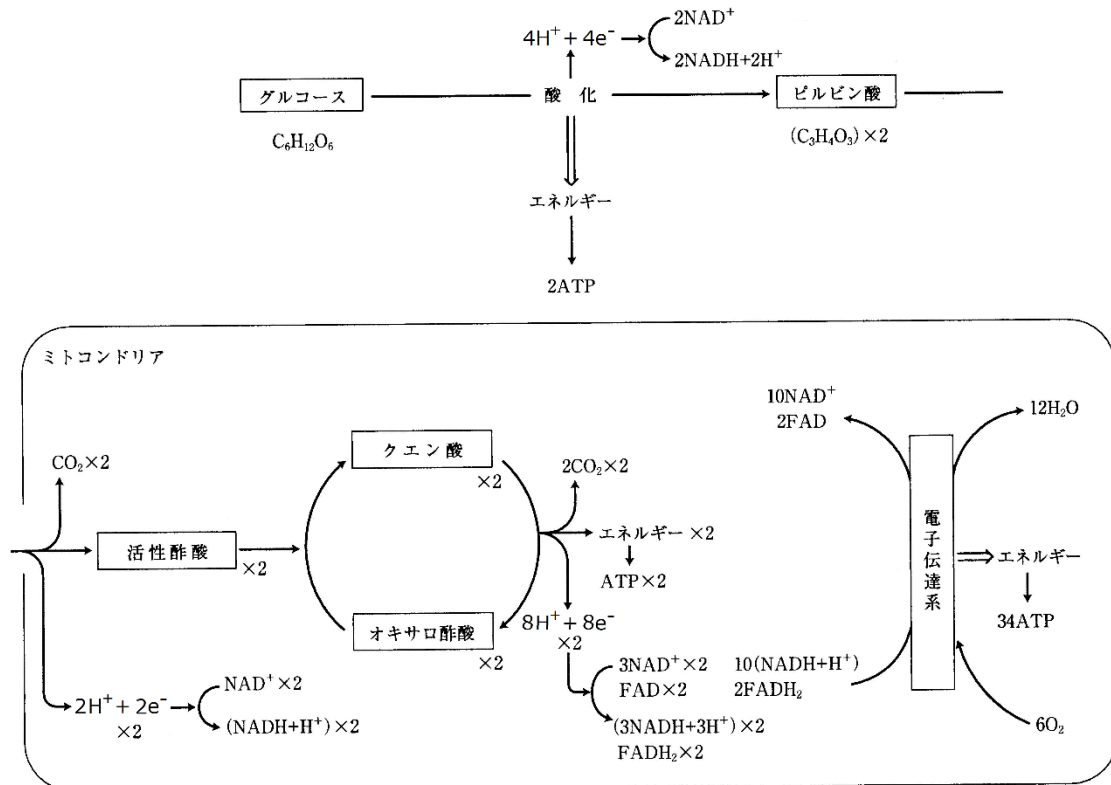 4H⁺ + 4e⁻
2NAD⁺
2NADH+2H⁺
グルコース
酸 化
ピルビン酸
C₆H₁₂O₆
(C₃H₄O₃)×2
エネルギー
2ATP
ミトコンドリア
CO₂×2
活性酢酸
×2
クエン酸
×2
オキサロ酢酸
×2
2CO₂×2
エネルギー ×2
ATP×2
8H⁺ + 8e⁻
×2
3NAD⁺×2
FAD×2
(3NADH+3H⁺)×2
FADH₂×2
2H⁺ + 2e⁻
×2
NAD⁺×2
(NADH+H⁺)×2
10NAD⁺
2FAD
10(NADH+H⁺)
2FADH₂
電子伝達系
12H₂O
エネルギー
34ATP
6O₂